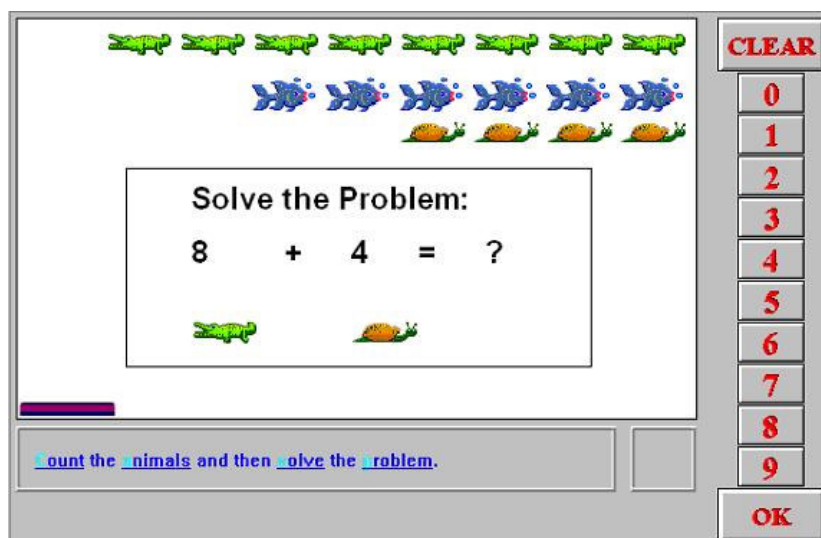 CLEAR
0
1
2
3
4
5
6
7
8
9
OK
Solve the Problem:
8 + 4 = ?
Count the animals and then solve the problem.